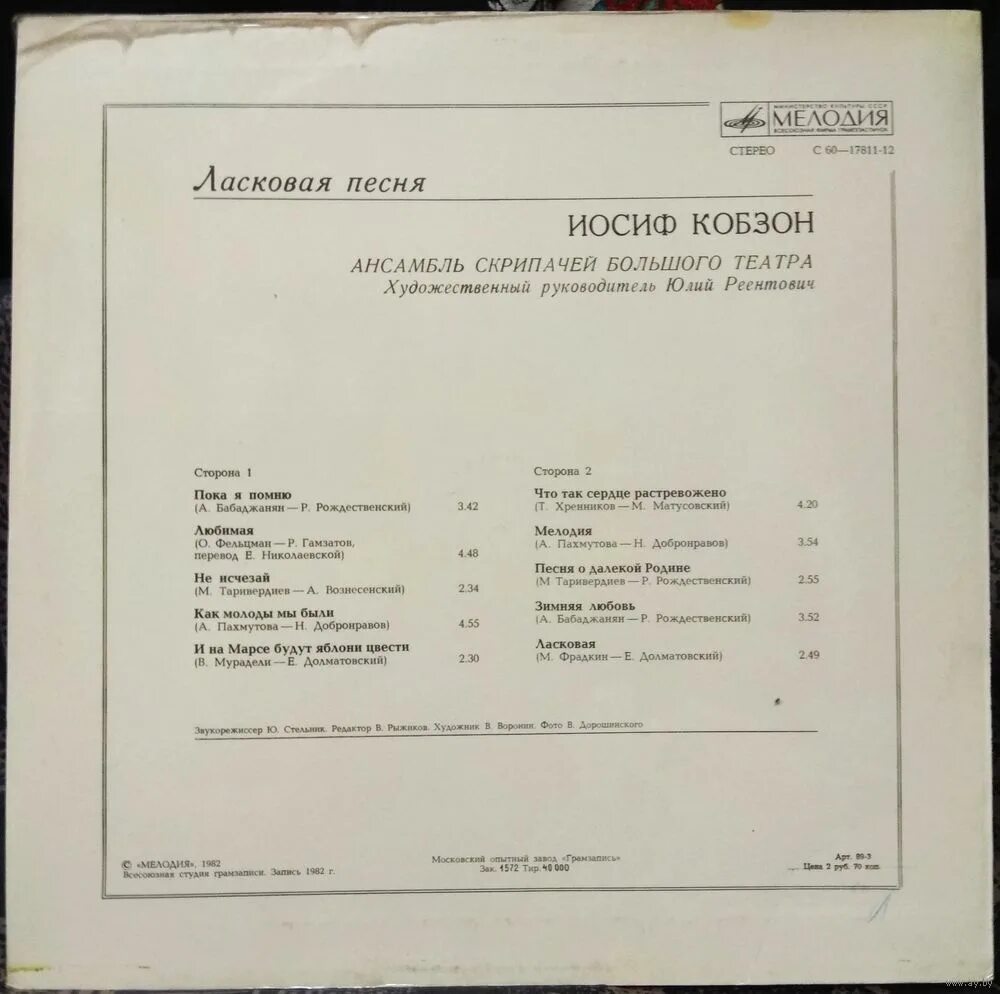 МИНИСТЕРСТВО КУЛЬТУРЫ СССР
МЕЛОДИЯ
ВСЕСОЮЗНАЯ ФИРМА ГРАМПЛАСТИНОК
СТЕРЕО С 60—17811-12
Ласковая песня
ИОСИФ КОБЗОН
АНСАМБЛЬ СКРИПАЧЕЙ БОЛЬШОГО ТЕАТРА
Художественный руководитель Юлий Реентович
Сторона 1
Пока я помню
(А. Бабаджанян—Р. Рождественский) 3.42
Любимая
(О. Фельцман—Р. Гамзатов,
перевод Е. Николаевской) 4.48
Не исчезай
(М. Таривердиев—А. Вознесенский) 2.34
Как молоды мы были
(А. Пахмутова—Н. Добронравов) 4.55
И на Марсе будут яблони цвести
(В. Мурадели—Е. Долматовский) 2.30
Сторона 2
Что так сердце растревожено
(Т. Хренников—М. Матусовский) 4.20
Мелодия
(А. Пахмутова—Н. Добронравов) 3.54
Песня о далекой Родине
(М Таривердиев—Р. Рождественский) 2.55
Зимняя любовь
(А. Бабаджанян—Р. Рождественский) 3.52
Ласковая
(М. Фрадкин—Е. Долматовский) 2.49
Звукорежиссер Ю. Стельник. Редактор В. Рыжиков. Художник В. Воронин. Фото В. Дорошинского
© «МЕЛОДИЯ», 1982
Всесоюзная студия грамзаписи. Запись 1982 г.
Московский опытный завод «Грамзапись»
Зак. 1572 Тир. 40 000
Арт. 89-3
Цена 2 руб. 70 коп.
1
www.ay.by